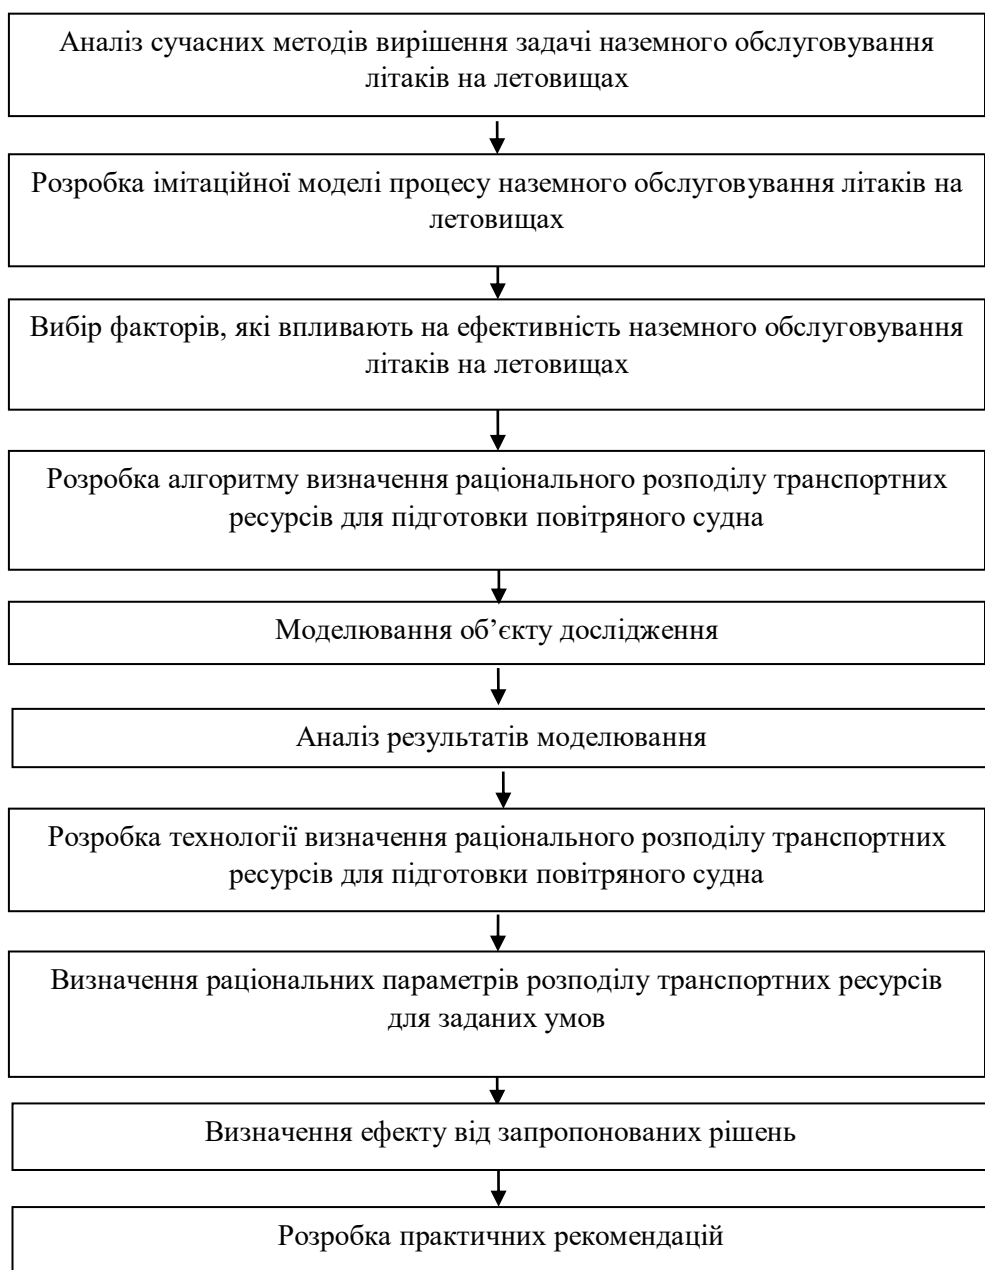 Аналіз сучасних методів вирішення задачі наземного обслуговування
літаків на летовищах
Розробка імітаційної моделі процесу наземного обслуговування літаків на
летовищах
Вибір факторів, які впливають на ефективність наземного обслуговування
літаків на летовищах
Розробка алгоритму визначення раціонального розподілу транспортних
ресурсів для підготовки повітряного судна
Моделювання об’єкту дослідження
Аналіз результатів моделювання
Розробка технології визначення раціонального розподілу транспортних
ресурсів для підготовки повітряного судна
Визначення раціональних параметрів розподілу транспортних ресурсів
для заданих умов
Визначення ефекту від запропонованих рішень
Розробка практичних рекомендацій